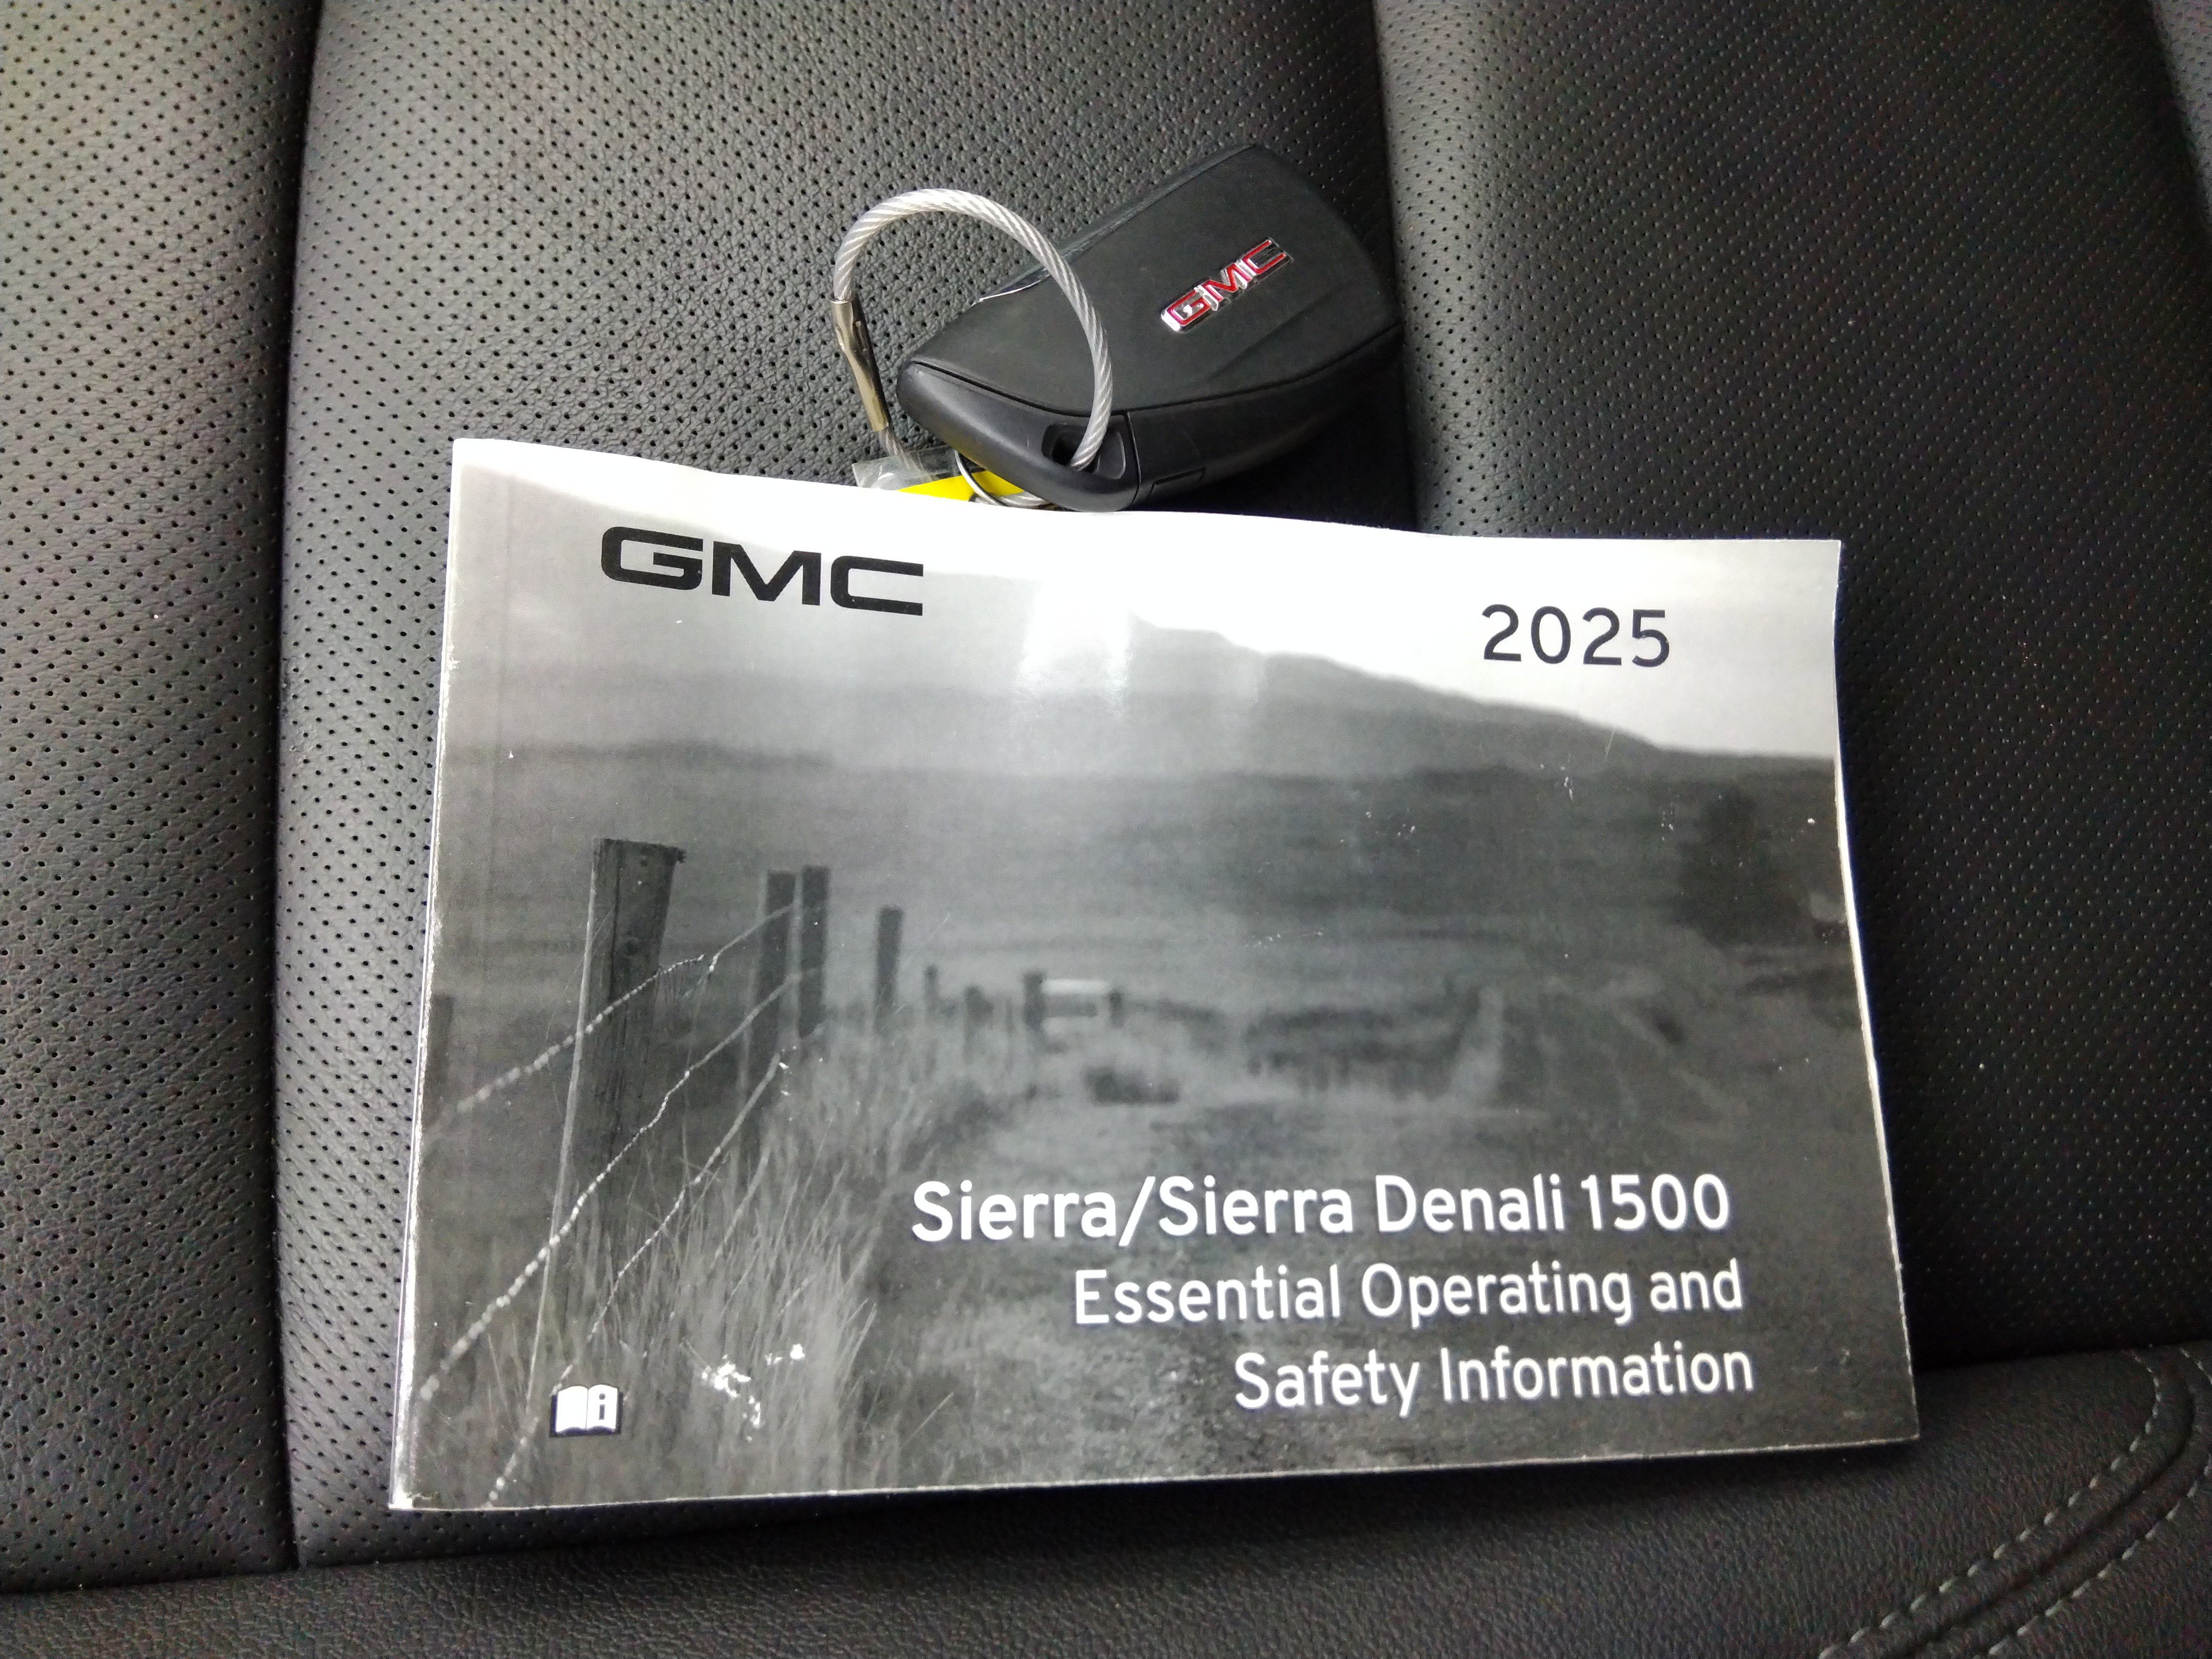 GMC
GMC
2025
Sierra/Sierra Denali 1500
Essential Operating and
Safety Information